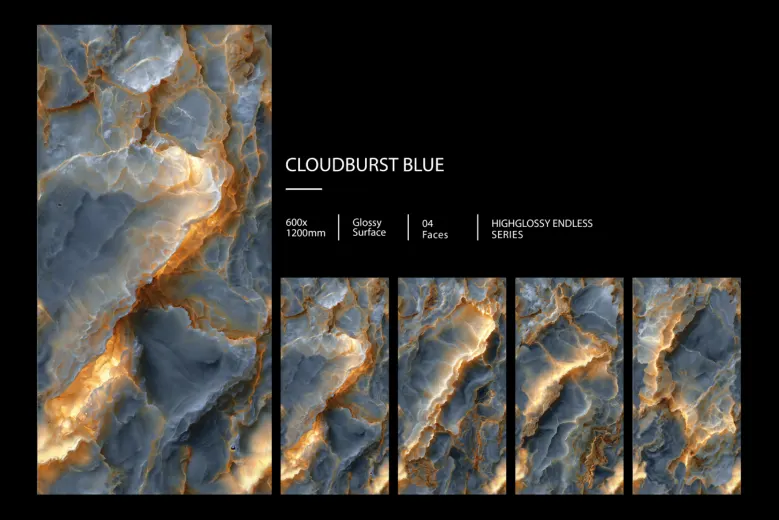 CLOUDBURST BLUE
600x
1200mm
Glossy
Surface
04
Faces
HIGHGLOSSY ENDLESS
SERIES